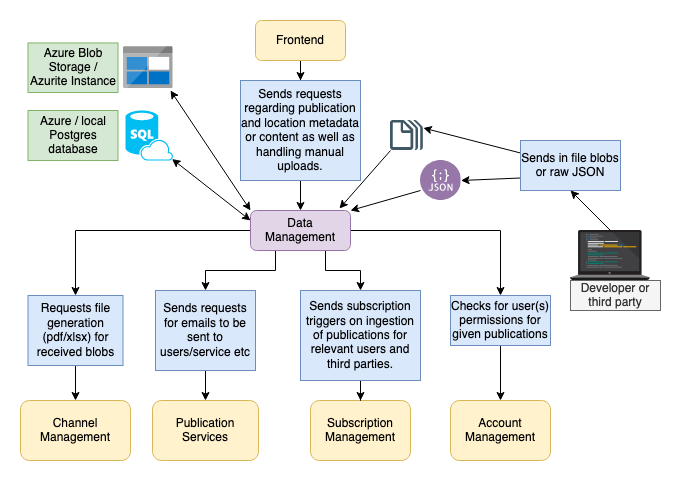 Frontend
Azure Blob
Storage /
Azurite Instance
Azure / local
Postgres
database
SQL
Sends requests
regarding publication
and location metadata
or content as well as
handling manual
uploads.
{;}
JSON
Sends in file blobs
or raw JSON
Data
Management
Developer or
third party
Requests file
generation
(pdf/xlsx) for
received blobs
Sends requests
for emails to be
sent to
users/service etc
Sends subscription
triggers on ingestion
of publications for
relevant users and
third parties.
Checks for user(s)
permissions for
given publications
Channel
Management
Publication
Services
Subscription
Management
Account
Management